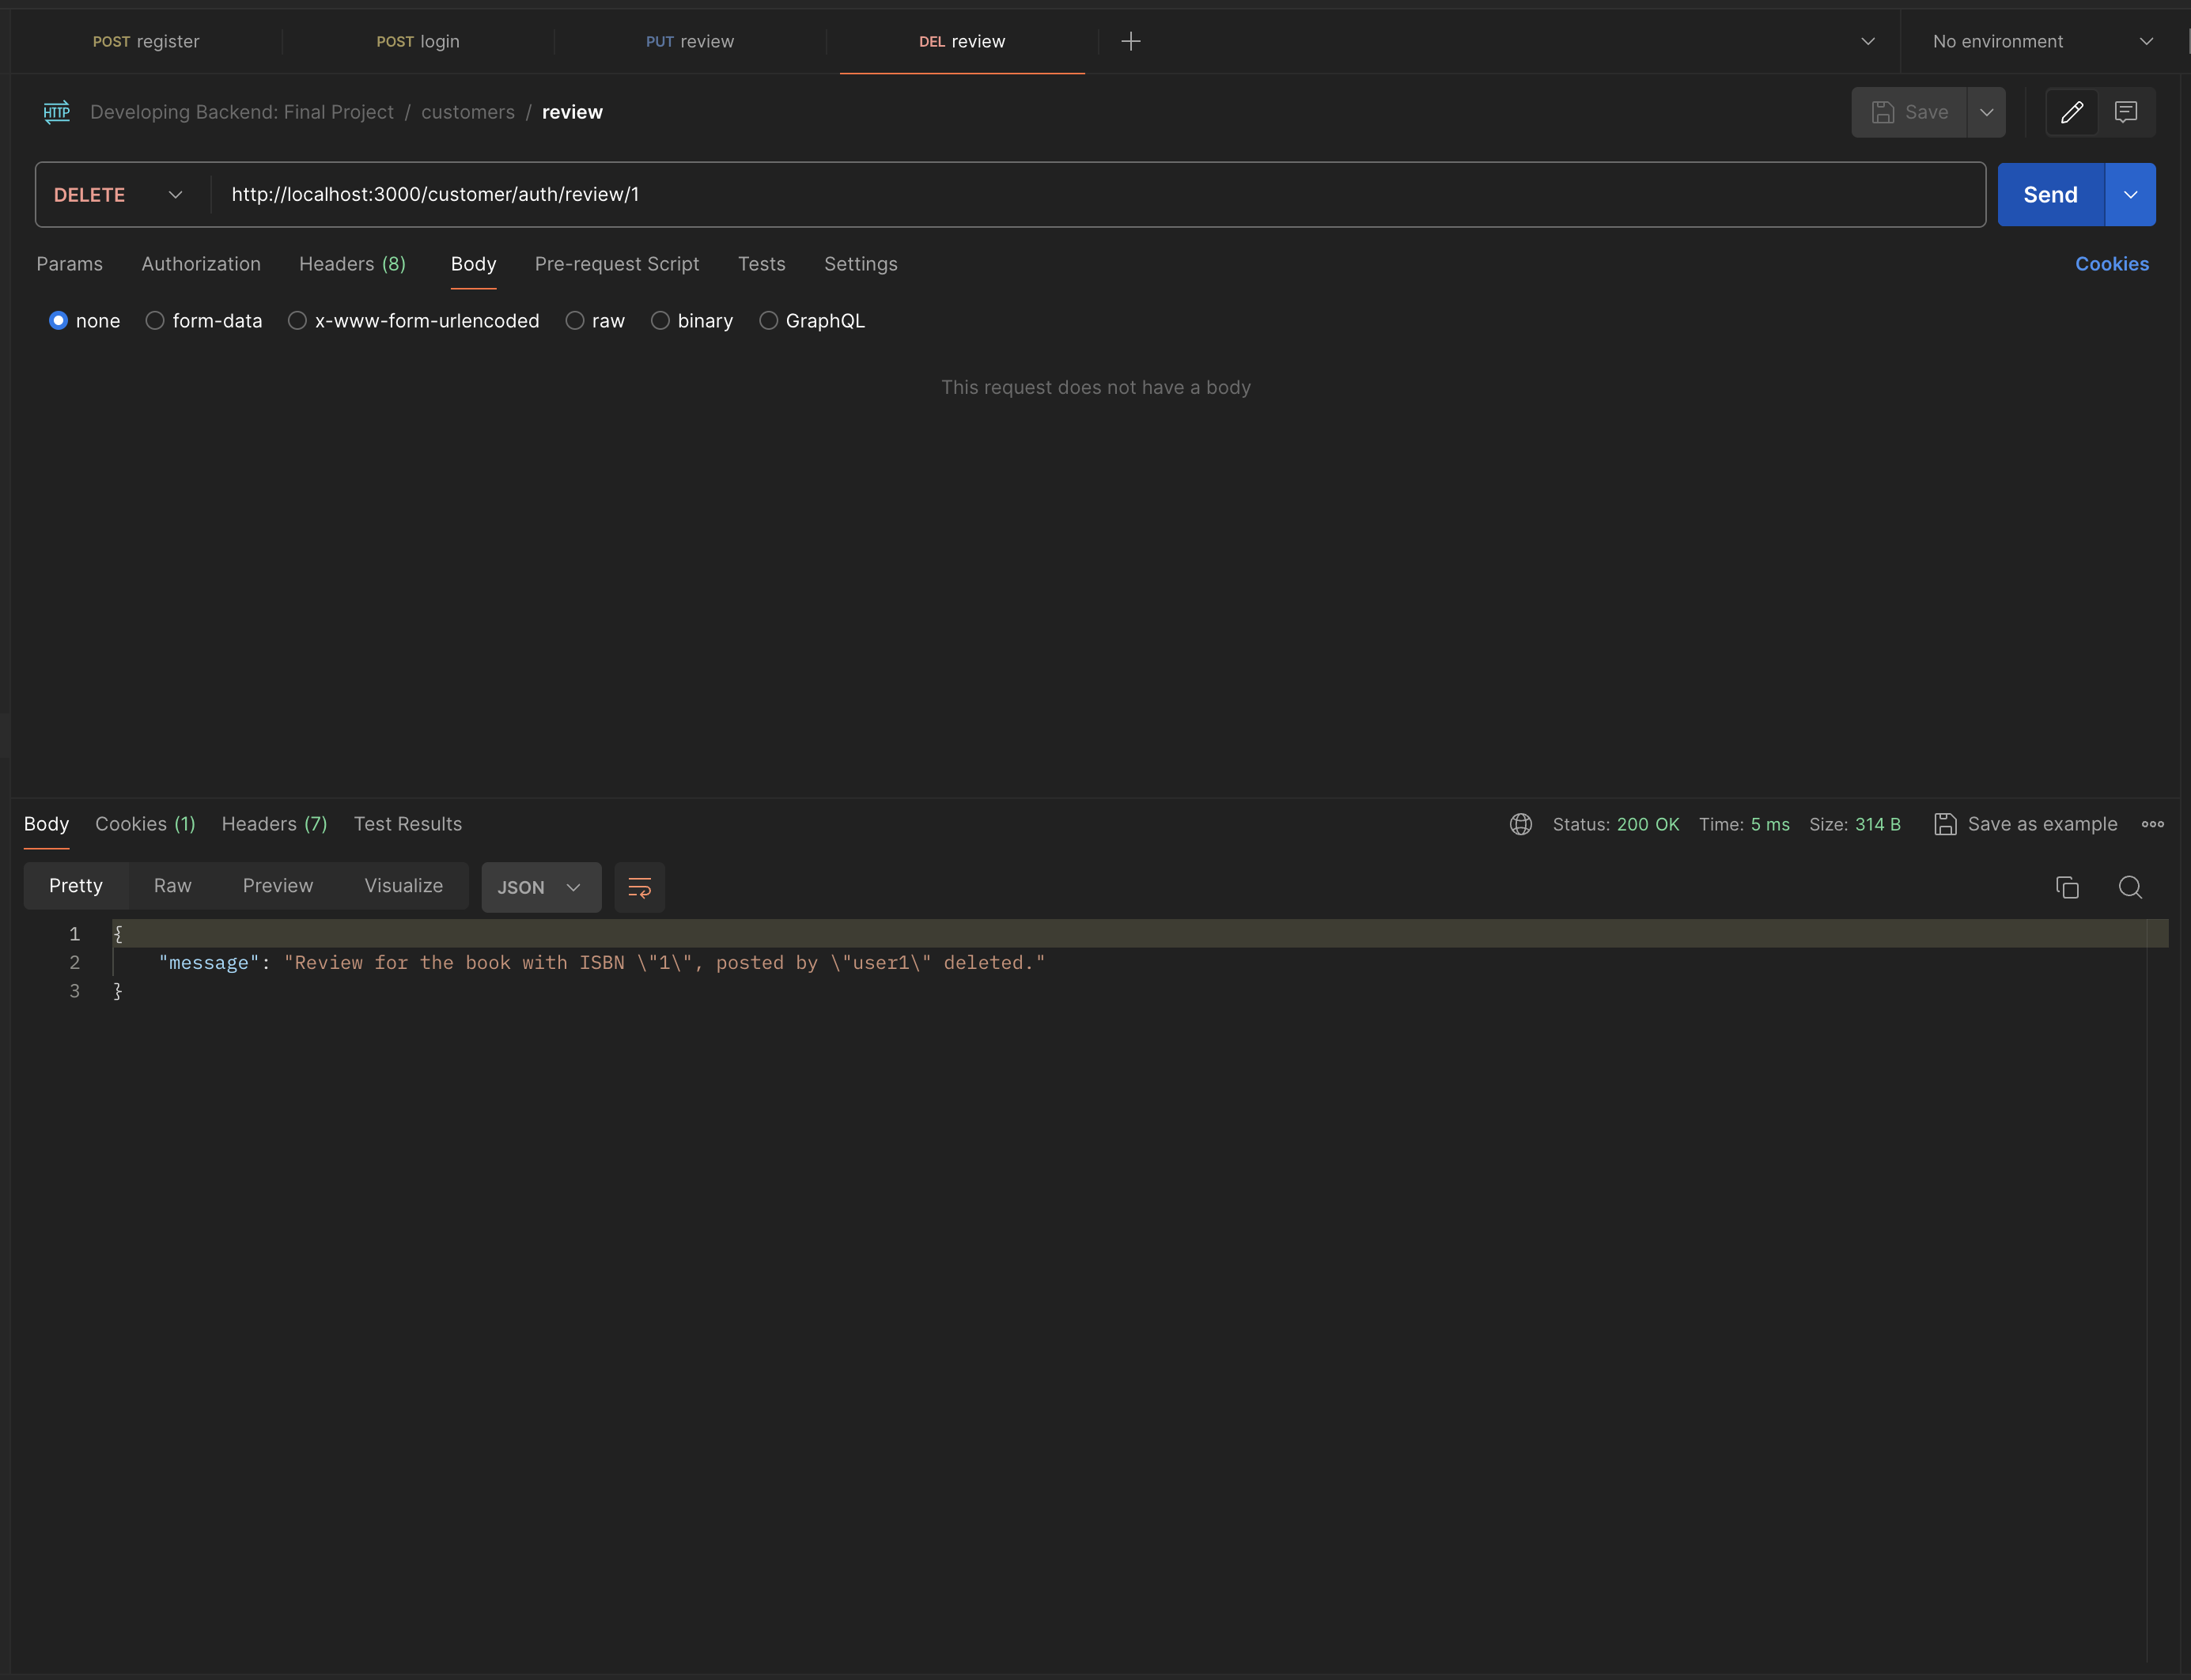 POST register POST login PUT review DEL review No environment
HTTP Developing Backend: Final Project / customers / review Save
DELETE http://localhost:3000/customer/auth/review/1 Send
Params Authorization Headers (8) Body Pre-request Script Tests Settings Cookies
none form-data x-www-form-urlencoded raw binary GraphQL
This request does not have a body
Body Cookies (1) Headers (7) Test Results Status: 200 OK Time: 5 ms Size: 314 B Save as example
Pretty Raw Preview Visualize JSON
1 {
2 "message": "Review for the book with ISBN \"1\", posted by \"user1\" deleted."
3 }